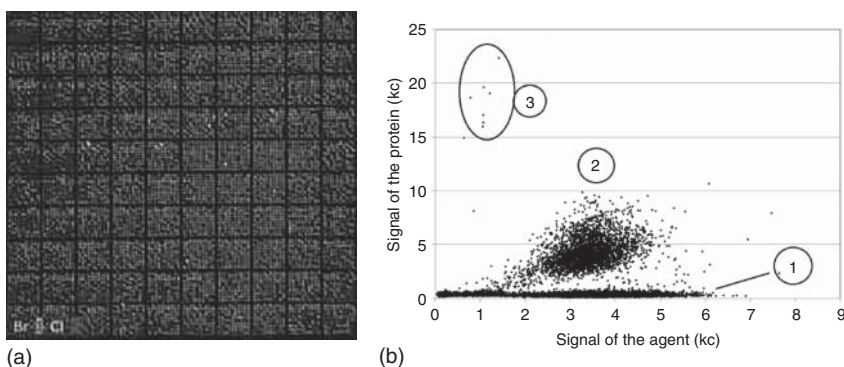 Br ▯ Cl
(a)
25
20
15
10
5
0
Signal of the protein (kc)
3
2
1
0 1 2 3 4 5 6 7 8 9
Signal of the agent (kc)
(b)